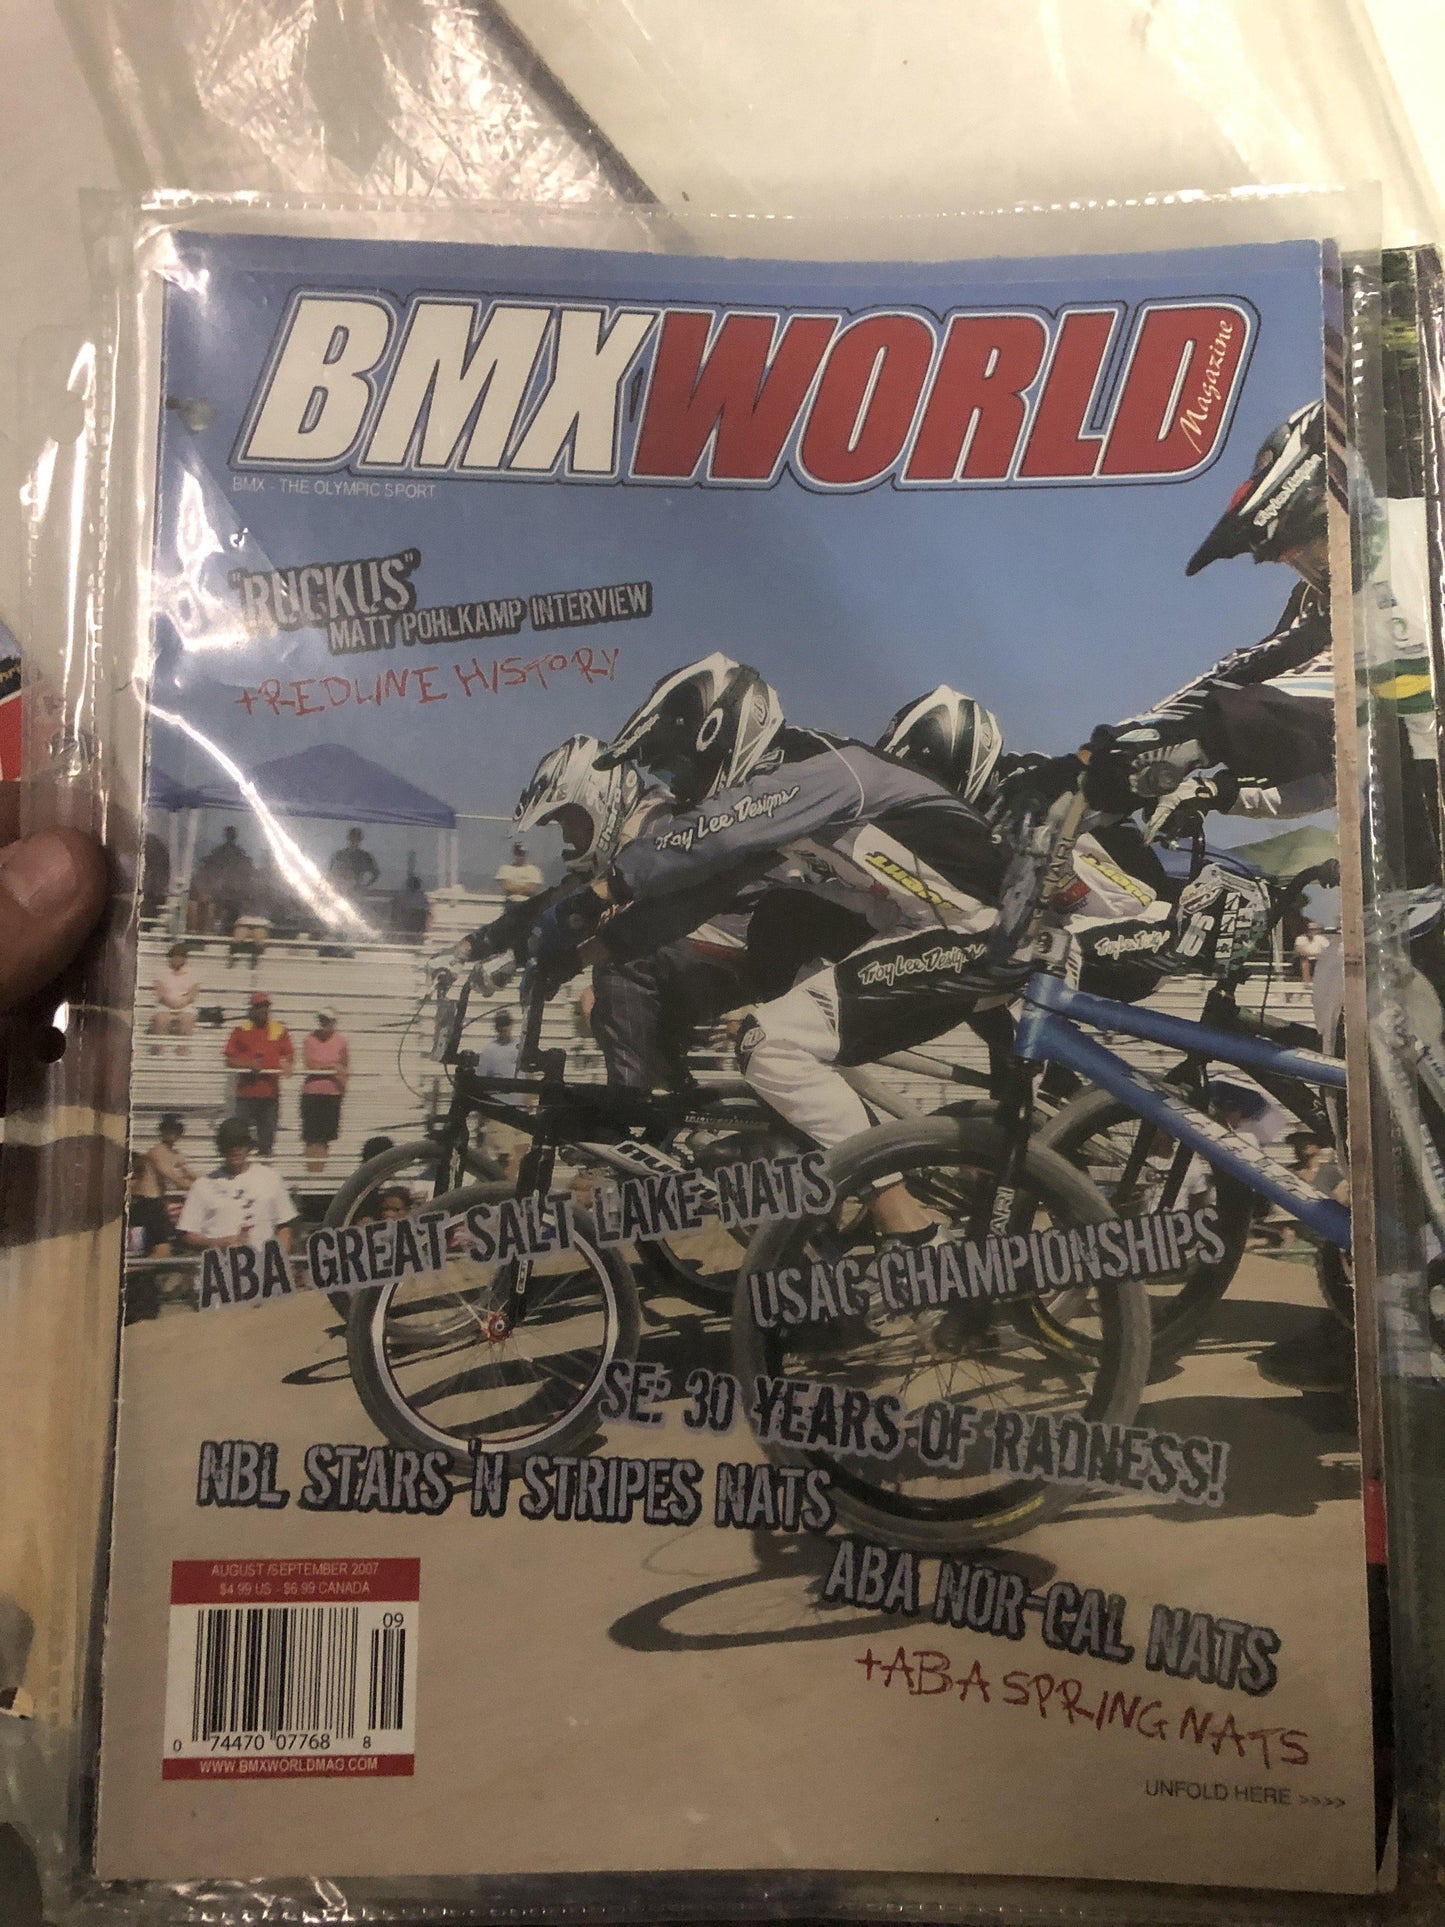 BMXWORLD
Magazine
BMX - THE OLYMPIC SPORT
"RUCKUS"
MATT POHLKAMP INTERVIEW
+REDLINE HISTORY
Troy Lee Designs
Troy Lee Designs
Troy Lee Designs
ABA GREAT SALT LAKE NATS
USAC CHAMPIONSHIPS
SE: 30 YEARS OF RADNESS!
NBL STARS 'N STRIPES NATS
ABA NOR-CAL NATS
+ABA SPRING NATS
AUGUST/SEPTEMBER 2007
$4.99 US - $6.99 CANADA
09
0 74470 07768 8
WWW.BMXWORLDMAG.COM
UNFOLD HERE >>>>